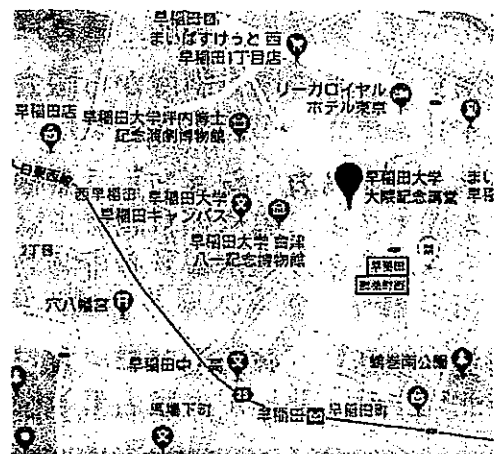 まいばすけっと 西
早稲田1丁目店
リーガロイヤル
ホテル東京
早稲田店
早稲田大学坪内博士
記念演劇博物館
早稲田大学
大隈記念講堂
西早稲田
早稲田大学
早稲田キャンパス
早稲田大学 會津
八一記念博物館
2丁目
早稲田
穴八幡宮
早稲田中・高
鶴巻南公園
25
馬場下町
早稲田
早稲田町